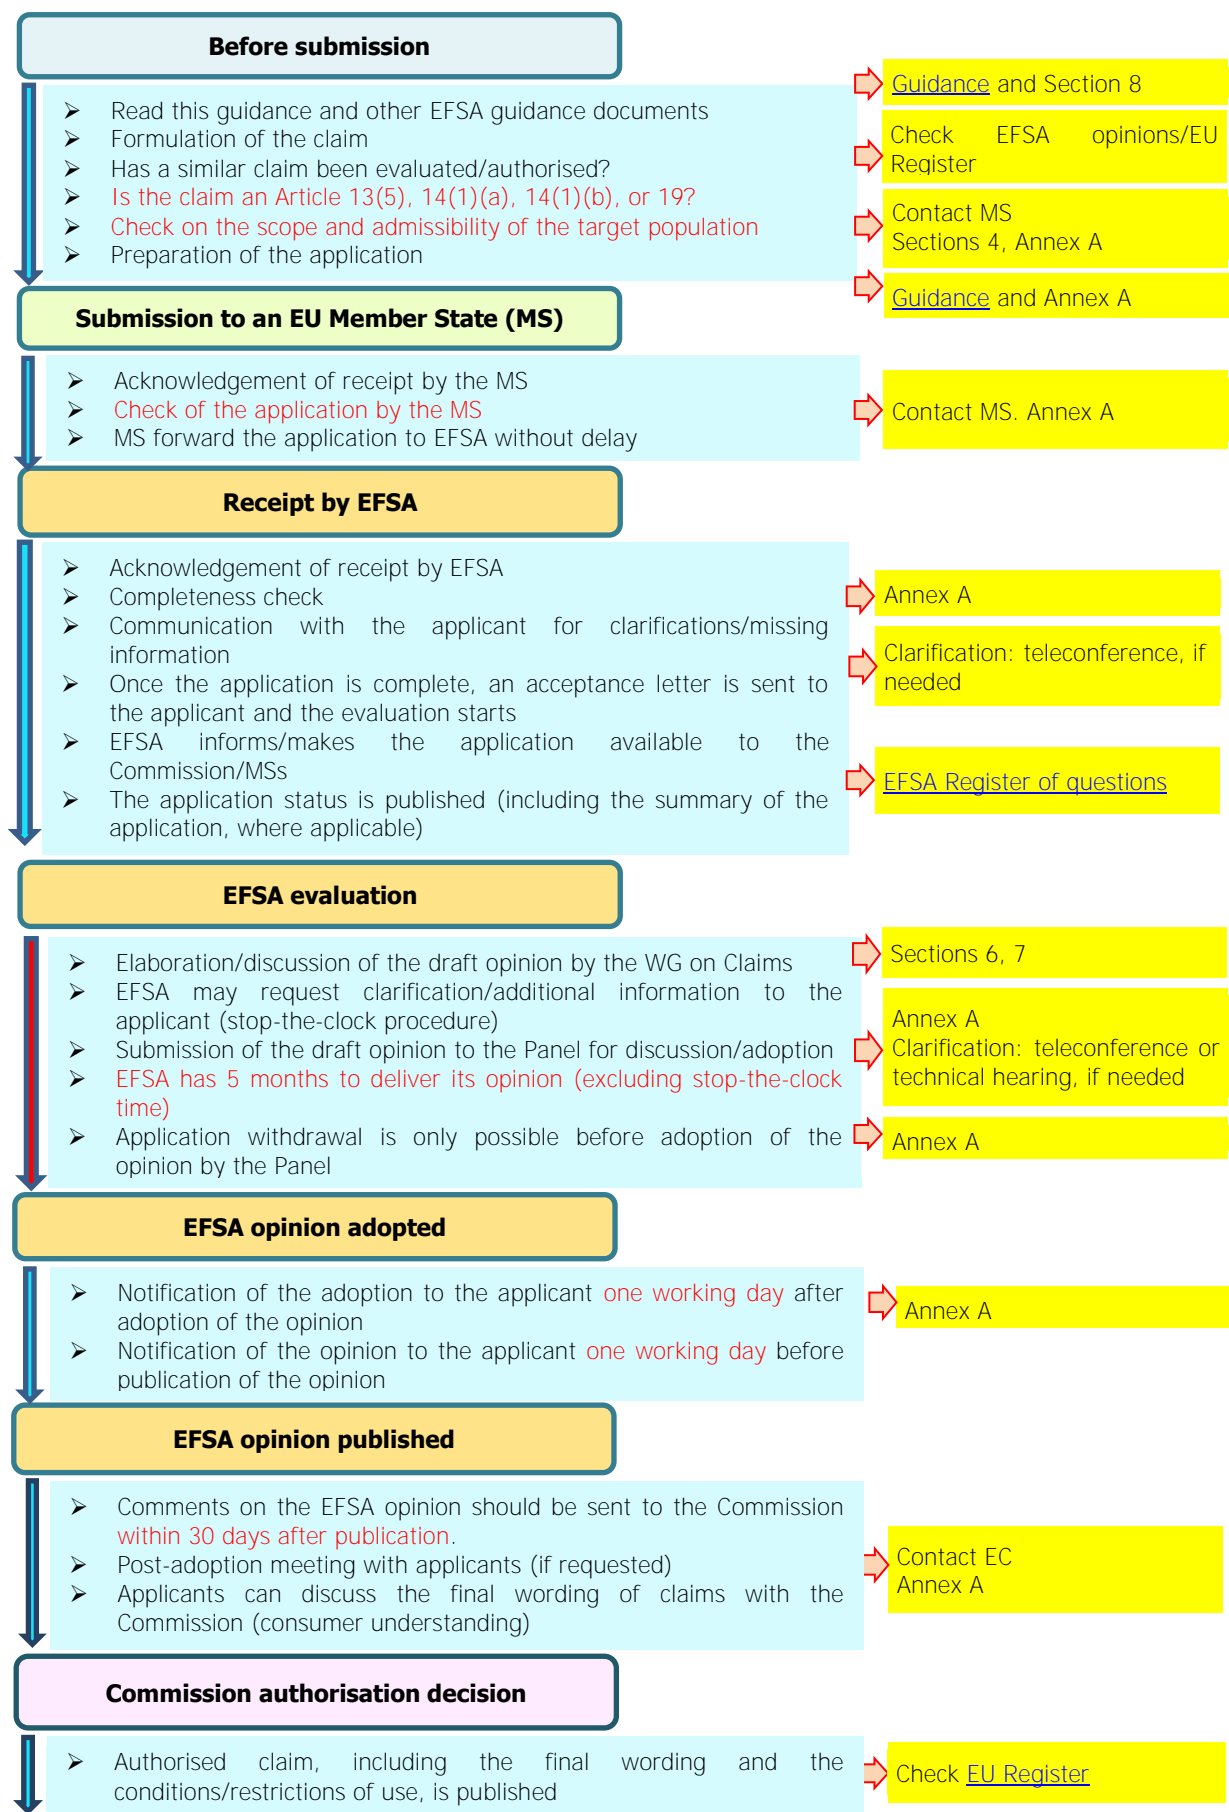 Before submission
Guidance and Section 8
Read this guidance and other EFSA guidance documents
Formulation of the claim
Has a similar claim been evaluated/authorised?
Is the claim an Article 13(5), 14(1)(a), 14(1)(b), or 19?
Check on the scope and admissibility of the target population
Preparation of the application
Check EFSA opinions/EU
Register
Contact MS
Sections 4, Annex A
Guidance and Annex A
Submission to an EU Member State (MS)
Acknowledgement of receipt by the MS
Check of the application by the MS
MS forward the application to EFSA without delay
Contact MS. Annex A
Receipt by EFSA
Acknowledgement of receipt by EFSA
Completeness check
Communication with the applicant for clarifications/missing
information
Once the application is complete, an acceptance letter is sent to
the applicant and the evaluation starts
EFSA informs/makes the application available to the
Commission/MSs
The application status is published (including the summary of the
application, where applicable)
Annex A
Clarification: teleconference, if
needed
EFSA Register of questions
EFSA evaluation
Elaboration/discussion of the draft opinion by the WG on Claims
EFSA may request clarification/additional information to the
applicant (stop-the-clock procedure)
Submission of the draft opinion to the Panel for discussion/adoption
EFSA has 5 months to deliver its opinion (excluding stop-the-clock
time)
Application withdrawal is only possible before adoption of the
opinion by the Panel
Sections 6, 7
Annex A
Clarification: teleconference or
technical hearing, if needed
Annex A
EFSA opinion adopted
Notification of the adoption to the applicant one working day after
adoption of the opinion
Notification of the opinion to the applicant one working day before
publication of the opinion
Annex A
EFSA opinion published
Comments on the EFSA opinion should be sent to the Commission
within 30 days after publication.
Post-adoption meeting with applicants (if requested)
Applicants can discuss the final wording of claims with the
Commission (consumer understanding)
Contact EC
Annex A
Commission authorisation decision
Authorised claim, including the final wording and the
conditions/restrictions of use, is published
Check EU Register